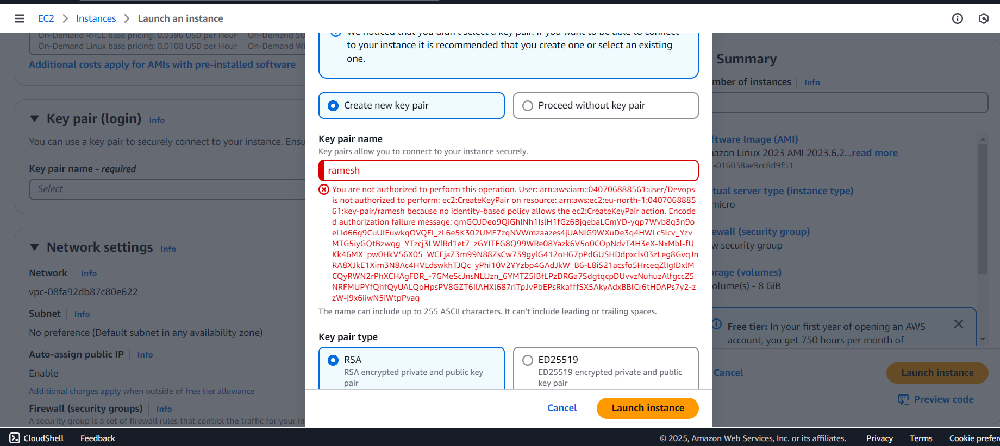 EC2 > Instances > Launch an instance
On-Demand RHEL base pricing: 0.0396 USD per Hour On-Demand SU
On-Demand Linux base pricing: 0.0108 USD per Hour On-Demand Wi
Additional costs apply for AMIs with pre-installed software
Key pair (login) Info
You can use a key pair to securely connect to your instance. Ensu
Key pair name - required
Select
Network settings Info
Network Info
vpc-08fa92db87c80e622
Subnet Info
No preference (Default subnet in any availability zone)
Auto-assign public IP Info
Enable
Additional charges apply when outside of free tier allowance
Firewall (security groups) Info
A security group is a set of firewall rules that control the traffic for your in
We noticed that you didn't select a key pair. If you want to be able to connect
to your instance it is recommended that you create one or select an existing
one.
Create new key pair
Proceed without key pair
Key pair name
Key pairs allow you to connect to your instance securely.
ramesh
You are not authorized to perform this operation. User: arn:aws:iam::040706888561:user/Devops
is not authorized to perform: ec2:CreateKeyPair on resource: arn:aws:ec2:eu-north-1:0407068885
61:key-pair/ramesh because no identity-based policy allows the ec2:CreateKeyPair action. Encode
d authorization failure message: gmGOJDeo9QiGhlNh1IslH1fGz6BjqebaLCmYD-yqp7Wvb8q3n9o
eLId66g9CuUIEuwkqOVQFI_zL6e5K302UMF7zqNVWmzaazes4jUANIG9WXuDe3q4HWLcSlcv_Yzv
MTG5iyGQtBzwqg_YTzcj3LWlRd1et7_zGYITEG8Q99WRe08Yazk6V5o0COpNdvT4H3eX-NxMbl-fU
Kk46MX_pw0HkV56X05_WCEjaZ3m99N88ZsCw739gylG412oH67pPdGUSHDdpxcls03zLeg8GvqJn
RA8XJkE1Xim3N8Ac4HVLdswkhTJQc_yPhi10V2YYzbp4GAdJkW_B6-L8iS21acsfo5HrceqZlIgIDxlM
CQyRWN2rPhXCHAgFDR_-7GMeScJnsNLlJzn_6YMTZ5IBfLPzDRGa7SdgtqcpDUvvzNuhuzAlfgccZ5
NRFMUPYfQhfQyUALQoHpsPV8GZT6IlAHXl687riTpJvPbEPsRkafffSX5AkyAdxBBlCr6tHDAPs7y2-z
zW-j9x6iiwN5iWtpPvag
The name can include up to 255 ASCII characters. It can't include leading or trailing spaces.
Key pair type
RSA
RSA encrypted private and public key
pair
ED25519
ED25519 encrypted private and public
key pair
Cancel
Launch instance
Summary
mber of instances Info
ftware Image (AMI)
azon Linux 2023 AMI 2023.6.2...read more
-016038ae9cc8d9f51
tual server type (instance type)
micro
ewall (security group)
w security group
rage (volumes)
olume(s) - 8 GiB
Free tier: In your first year of opening an AWS
account, you get 750 hours per month of
Cancel
Launch instance
Preview code
CloudShell Feedback © 2025, Amazon Web Services, Inc. or its affiliates. Privacy Terms Cookie prefer